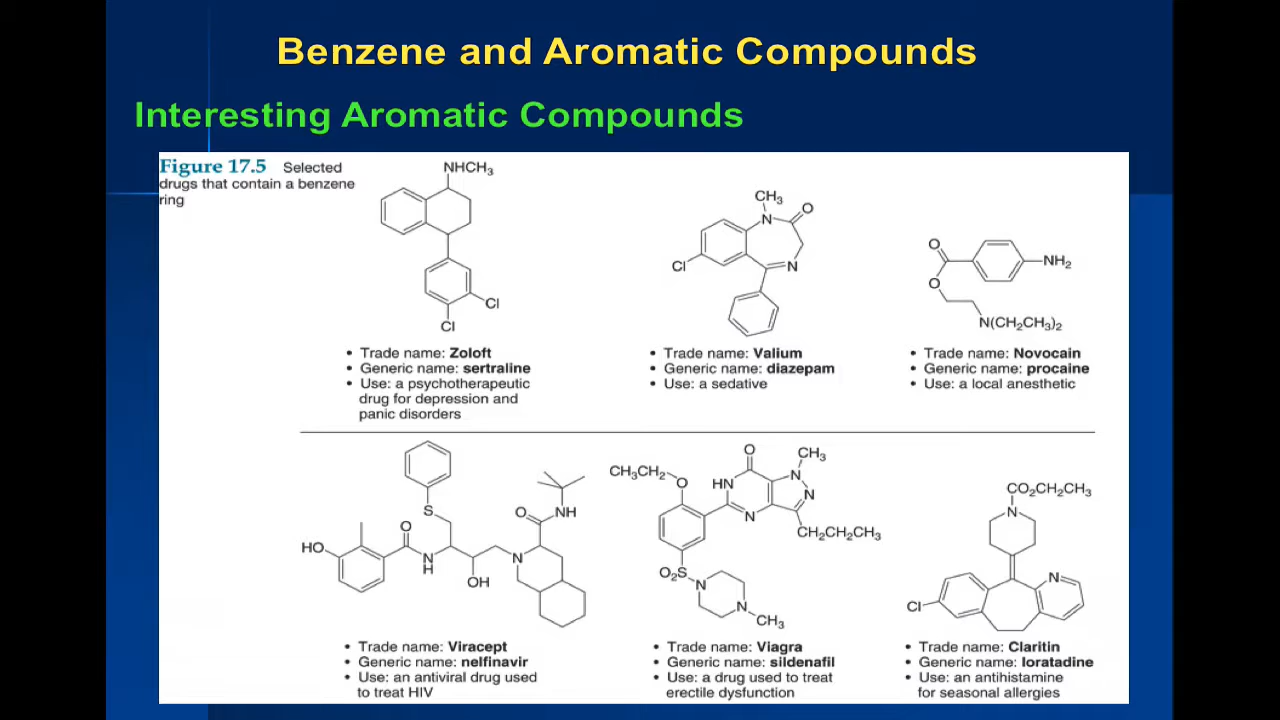 Benzene and Aromatic Compounds
Interesting Aromatic Compounds
Figure 17.5 Selected
drugs that contain a benzene
ring
NHCH₃
Cl
Cl
• Trade name: Zoloft
• Generic name: sertraline
• Use: a psychotherapeutic
drug for depression and
panic disorders
CH₃
N
O
Cl
N
• Trade name: Valium
• Generic name: diazepam
• Use: a sedative
O
NH₂
O
N(CH₂CH₃)₂
• Trade name: Novocain
• Generic name: procaine
• Use: a local anesthetic
S
O
NH
O
HO
N
H
N
OH
• Trade name: Viracept
• Generic name: nelfinavir
• Use: an antiviral drug used
to treat HIV
O
CH₃
CH₃CH₂
O
HN
N
N
N
CH₂CH₂CH₃
O₂S
N
N
CH₃
• Trade name: Viagra
• Generic name: sildenafil
• Use: a drug used to treat
erectile dysfunction
CO₂CH₂CH₃
N
N
Cl
• Trade name: Claritin
• Generic name: loratadine
• Use: an antihistamine
for seasonal allergies